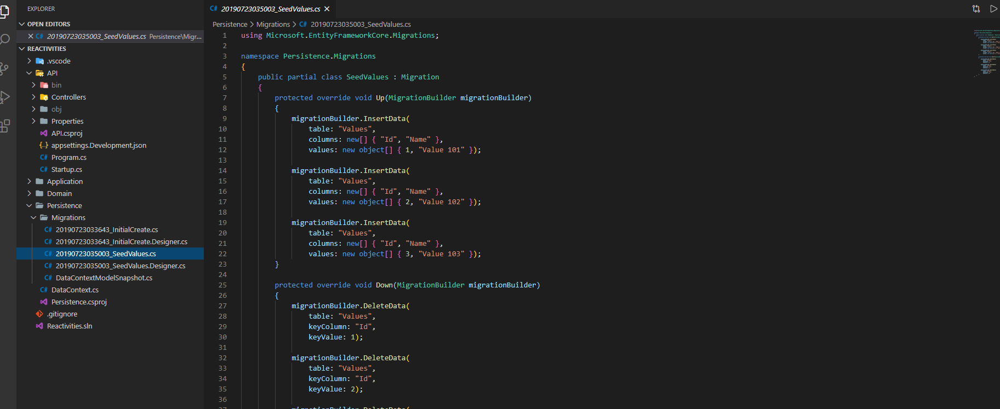 EXPLORER
OPEN EDITORS
20190723035003_SeedValues.cs Persistence\Migr...
REACTIVITIES
.vscode
API
bin
Controllers
obj
Properties
API.csproj
appsettings.Development.json
Program.cs
Startup.cs
Application
Domain
Persistence
Migrations
20190723033643_InitialCreate.cs
20190723033643_InitialCreate.Designer.cs
20190723035003_SeedValues.cs
20190723035003_SeedValues.Designer.cs
DataContextModelSnapshot.cs
DataContext.cs
Persistence.csproj
.gitignore
Reactivities.sln
C# 20190723035003_SeedValues.cs
Persistence > Migrations > C# 20190723035003_SeedValues.cs
1 using Microsoft.EntityFrameworkCore.Migrations;
2
3 namespace Persistence.Migrations
4 {
5 public partial class SeedValues : Migration
6 {
7 protected override void Up(MigrationBuilder migrationBuilder)
8 {
9 migrationBuilder.InsertData(
10 table: "Values",
11 columns: new[] { "Id", "Name" },
12 values: new object[] { 1, "Value 101" });
13
14 migrationBuilder.InsertData(
15 table: "Values",
16 columns: new[] { "Id", "Name" },
17 values: new object[] { 2, "Value 102" });
18
19 migrationBuilder.InsertData(
20 table: "Values",
21 columns: new[] { "Id", "Name" },
22 values: new object[] { 3, "Value 103" });
23 }
24
25 protected override void Down(MigrationBuilder migrationBuilder)
26 {
27 migrationBuilder.DeleteData(
28 table: "Values",
29 keyColumn: "Id",
30 keyValue: 1);
31
32 migrationBuilder.DeleteData(
33 table: "Values",
34 keyColumn: "Id",
35 keyValue: 2);
36
37 migrationBuilder.DeleteData(